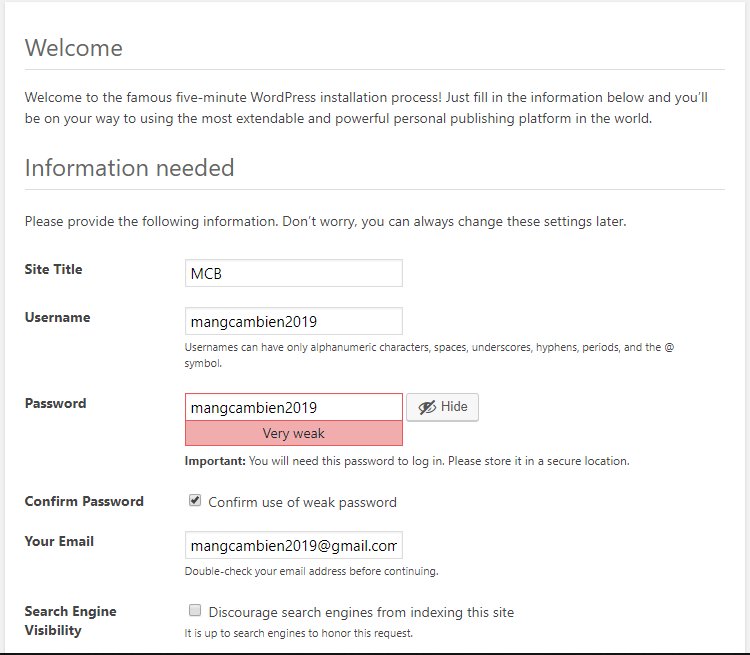 Welcome
Welcome to the famous five-minute WordPress installation process! Just fill in the information below and you’ll
be on your way to using the most extendable and powerful personal publishing platform in the world.
Information needed
Please provide the following information. Don’t worry, you can always change these settings later.
Site Title
MCB
Username
mangcambien2019
Usernames can have only alphanumeric characters, spaces, underscores, hyphens, periods, and the @
symbol.
Password
mangcambien2019
Hide
Very weak
Important: You will need this password to log in. Please store it in a secure location.
Confirm Password
Confirm use of weak password
Your Email
mangcambien2019@gmail.com
Double-check your email address before continuing.
Search Engine
Visibility
Discourage search engines from indexing this site
It is up to search engines to honor this request.